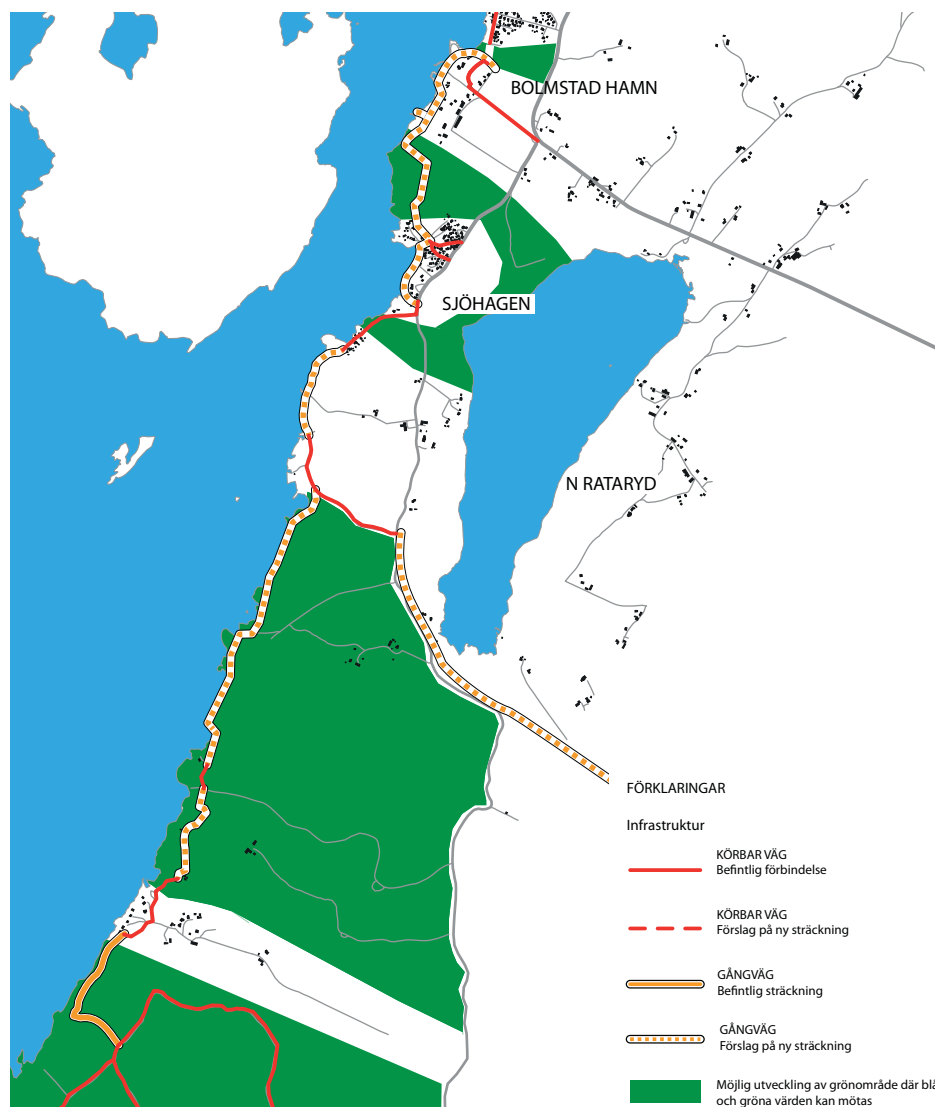 BOLMSTAD HAMN
SJÖHAGEN
N RATARYD
FÖRKLARINGAR
Infrastruktur
KÖRBAR VÄG
Befintlig förbindelse
KÖRBAR VÄG
Förslag på ny sträckning
GÅNGVÄG
Befintlig sträckning
GÅNGVÄG
Förslag på ny sträckning
Möjlig utveckling av grönområde där blå
och gröna värden kan mötas